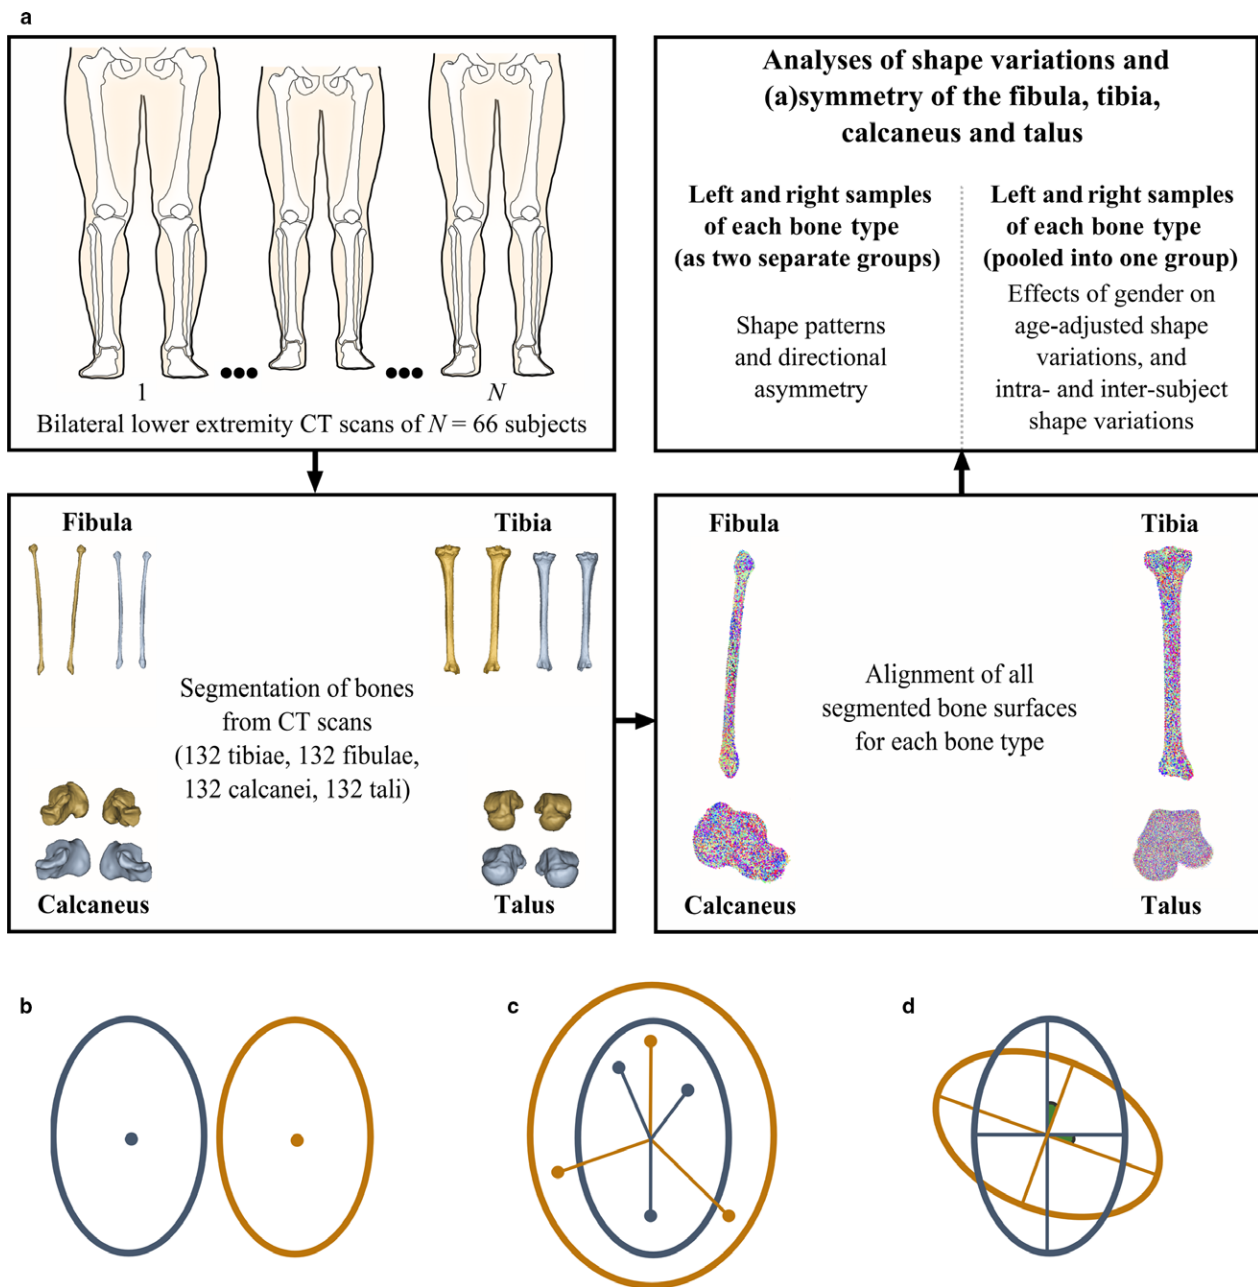 a
1
N
Bilateral lower extremity CT scans of N = 66 subjects
Analyses of shape variations and
(a)symmetry of the fibula, tibia,
calcaneus and talus
Left and right samples
of each bone type
(as two separate groups)
Shape patterns
and directional
asymmetry
Left and right samples
of each bone type
(pooled into one group)
Effects of gender on
age-adjusted shape
variations, and
intra- and inter-subject
shape variations
Fibula
Tibia
Segmentation of bones
from CT scans
(132 tibiae, 132 fibulae,
132 calcanei, 132 tali)
Calcaneus
Talus
Fibula
Tibia
Alignment of all
segmented bone surfaces
for each bone type
Calcaneus
Talus
b
c
d